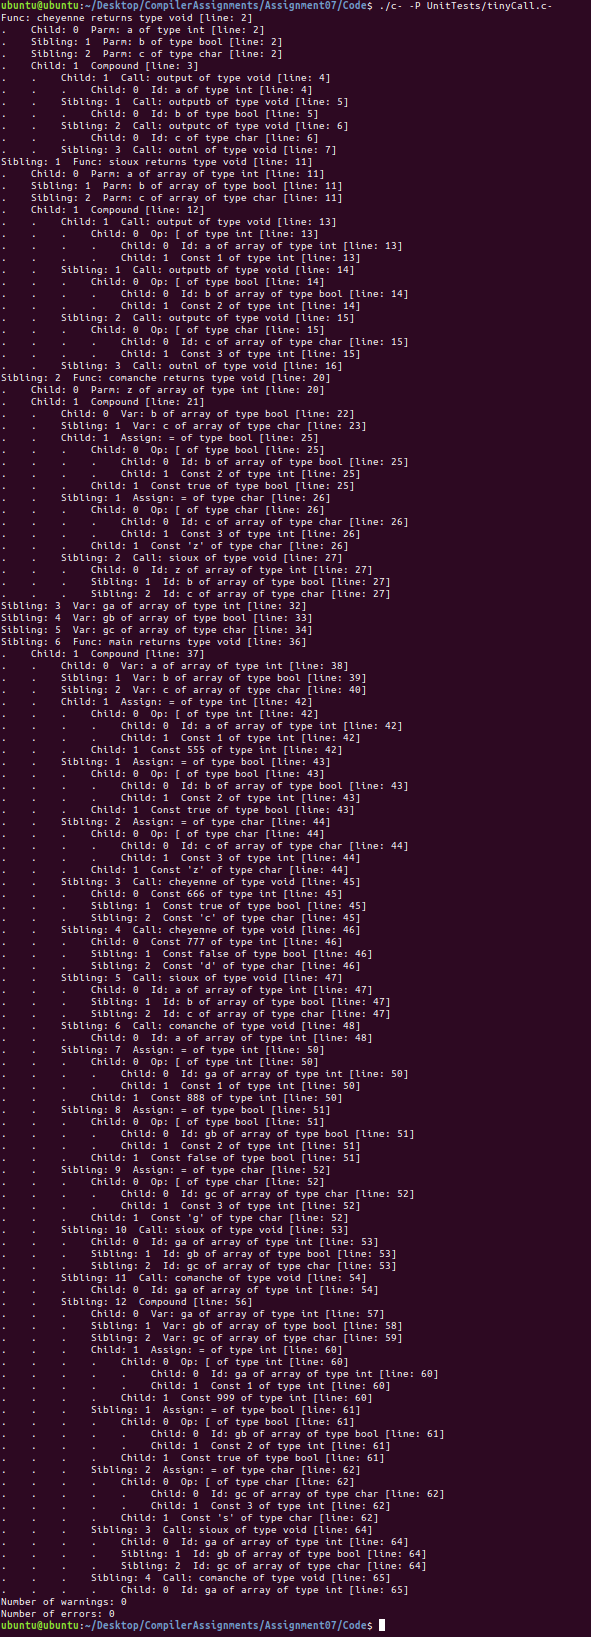 ubuntu@ubuntu:~/Desktop/CompilerAssignments/Assignment07/Code$ ./c- -P UnitTests/tinyCall.c-
Func: cheyenne returns type void [line: 2]
.    Child: 0  Parm: a of type int [line: 2]
.    Sibling: 1  Parm: b of type bool [line: 2]
.    Sibling: 2  Parm: c of type char [line: 2]
.    Child: 1  Compound [line: 3]
.    .    Child: 1  Call: output of type void [line: 4]
.    .    .    Child: 0  Id: a of type int [line: 4]
.    .    Sibling: 1  Call: outputb of type void [line: 5]
.    .    .    Child: 0  Id: b of type bool [line: 5]
.    .    Sibling: 2  Call: outputc of type void [line: 6]
.    .    .    Child: 0  Id: c of type char [line: 6]
.    .    Sibling: 3  Call: outnl of type void [line: 7]
Sibling: 1  Func: sioux returns type void [line: 11]
.    Child: 0  Parm: a of array of type int [line: 11]
.    Sibling: 1  Parm: b of array of type bool [line: 11]
.    Sibling: 2  Parm: c of array of type char [line: 11]
.    Child: 1  Compound [line: 12]
.    .    Child: 1  Call: output of type void [line: 13]
.    .    .    Child: 0  Op: [ of type int [line: 13]
.    .    .    .    Child: 0  Id: a of array of type int [line: 13]
.    .    .    .    Child: 1  Const 1 of type int [line: 13]
.    .    Sibling: 1  Call: outputb of type void [line: 14]
.    .    .    Child: 0  Op: [ of type bool [line: 14]
.    .    .    .    Child: 0  Id: b of array of type bool [line: 14]
.    .    .    .    Child: 1  Const 2 of type int [line: 14]
.    .    Sibling: 2  Call: outputc of type void [line: 15]
.    .    .    Child: 0  Op: [ of type char [line: 15]
.    .    .    .    Child: 0  Id: c of array of type char [line: 15]
.    .    .    .    Child: 1  Const 3 of type int [line: 15]
.    .    Sibling: 3  Call: outnl of type void [line: 16]
Sibling: 2  Func: comanche returns type void [line: 20]
.    Child: 0  Parm: z of array of type int [line: 20]
.    Child: 1  Compound [line: 21]
.    .    Child: 0  Var: b of array of type bool [line: 22]
.    .    Sibling: 1  Var: c of array of type char [line: 23]
.    .    Child: 1  Assign: = of type bool [line: 25]
.    .    .    Child: 0  Op: [ of type bool [line: 25]
.    .    .    .    Child: 0  Id: b of array of type bool [line: 25]
.    .    .    .    Child: 1  Const 2 of type int [line: 25]
.    .    .    Child: 1  Const true of type bool [line: 25]
.    .    Sibling: 1  Assign: = of type char [line: 26]
.    .    .    Child: 0  Op: [ of type char [line: 26]
.    .    .    .    Child: 0  Id: c of array of type char [line: 26]
.    .    .    .    Child: 1  Const 3 of type int [line: 26]
.    .    .    Child: 1  Const 'z' of type char [line: 26]
.    .    Sibling: 2  Call: sioux of type void [line: 27]
.    .    .    Child: 0  Id: z of array of type int [line: 27]
.    .    .    Sibling: 1  Id: b of array of type bool [line: 27]
.    .    .    Sibling: 2  Id: c of array of type char [line: 27]
Sibling: 3  Var: ga of array of type int [line: 32]
Sibling: 4  Var: gb of array of type bool [line: 33]
Sibling: 5  Var: gc of array of type char [line: 34]
Sibling: 6  Func: main returns type void [line: 36]
.    Child: 1  Compound [line: 37]
.    .    Child: 0  Var: a of array of type int [line: 38]
.    .    Sibling: 1  Var: b of array of type bool [line: 39]
.    .    Sibling: 2  Var: c of array of type char [line: 40]
.    .    Child: 1  Assign: = of type int [line: 42]
.    .    .    Child: 0  Op: [ of type int [line: 42]
.    .    .    .    Child: 0  Id: a of array of type int [line: 42]
.    .    .    .    Child: 1  Const 1 of type int [line: 42]
.    .    .    Child: 1  Const 555 of type int [line: 42]
.    .    Sibling: 1  Assign: = of type bool [line: 43]
.    .    .    Child: 0  Op: [ of type bool [line: 43]
.    .    .    .    Child: 0  Id: b of array of type bool [line: 43]
.    .    .    .    Child: 1  Const 2 of type int [line: 43]
.    .    .    Child: 1  Const true of type bool [line: 43]
.    .    Sibling: 2  Assign: = of type char [line: 44]
.    .    .    Child: 0  Op: [ of type char [line: 44]
.    .    .    .    Child: 0  Id: c of array of type char [line: 44]
.    .    .    .    Child: 1  Const 3 of type int [line: 44]
.    .    .    Child: 1  Const 'z' of type char [line: 44]
.    .    Sibling: 3  Call: cheyenne of type void [line: 45]
.    .    .    Child: 0  Const 666 of type int [line: 45]
.    .    .    Sibling: 1  Const true of type bool [line: 45]
.    .    .    Sibling: 2  Const 'c' of type char [line: 45]
.    .    Sibling: 4  Call: cheyenne of type void [line: 46]
.    .    .    Child: 0  Const 777 of type int [line: 46]
.    .    .    Sibling: 1  Const false of type bool [line: 46]
.    .    .    Sibling: 2  Const 'd' of type char [line: 46]
.    .    Sibling: 5  Call: sioux of type void [line: 47]
.    .    .    Child: 0  Id: a of array of type int [line: 47]
.    .    .    Sibling: 1  Id: b of array of type bool [line: 47]
.    .    .    Sibling: 2  Id: c of array of type char [line: 47]
.    .    Sibling: 6  Call: comanche of type void [line: 48]
.    .    .    Child: 0  Id: a of array of type int [line: 48]
.    .    Sibling: 7  Assign: = of type int [line: 50]
.    .    .    Child: 0  Op: [ of type int [line: 50]
.    .    .    .    Child: 0  Id: ga of array of type int [line: 50]
.    .    .    .    Child: 1  Const 1 of type int [line: 50]
.    .    .    Child: 1  Const 888 of type int [line: 50]
.    .    Sibling: 8  Assign: = of type bool [line: 51]
.    .    .    Child: 0  Op: [ of type bool [line: 51]
.    .    .    .    Child: 0  Id: gb of array of type bool [line: 51]
.    .    .    .    Child: 1  Const 2 of type int [line: 51]
.    .    .    Child: 1  Const false of type bool [line: 51]
.    .    Sibling: 9  Assign: = of type char [line: 52]
.    .    .    Child: 0  Op: [ of type char [line: 52]
.    .    .    .    Child: 0  Id: gc of array of type char [line: 52]
.    .    .    .    Child: 1  Const 3 of type int [line: 52]
.    .    .    Child: 1  Const 'g' of type char [line: 52]
.    .    Sibling: 10  Call: sioux of type void [line: 53]
.    .    .    Child: 0  Id: ga of array of type int [line: 53]
.    .    .    Sibling: 1  Id: gb of array of type bool [line: 53]
.    .    .    Sibling: 2  Id: gc of array of type char [line: 53]
.    .    Sibling: 11  Call: comanche of type void [line: 54]
.    .    .    Child: 0  Id: ga of array of type int [line: 54]
.    .    Sibling: 12  Compound [line: 56]
.    .    .    Child: 0  Var: ga of array of type int [line: 57]
.    .    .    Sibling: 1  Var: gb of array of type bool [line: 58]
.    .    .    Sibling: 2  Var: gc of array of type char [line: 59]
.    .    .    Child: 1  Assign: = of type int [line: 60]
.    .    .    .    Child: 0  Op: [ of type int [line: 60]
.    .    .    .    .    Child: 0  Id: ga of array of type int [line: 60]
.    .    .    .    .    Child: 1  Const 1 of type int [line: 60]
.    .    .    .    Child: 1  Const 999 of type int [line: 60]
.    .    .    Sibling: 1  Assign: = of type bool [line: 61]
.    .    .    .    Child: 0  Op: [ of type bool [line: 61]
.    .    .    .    .    Child: 0  Id: gb of array of type bool [line: 61]
.    .    .    .    .    Child: 1  Const 2 of type int [line: 61]
.    .    .    .    Child: 1  Const true of type bool [line: 61]
.    .    .    Sibling: 2  Assign: = of type char [line: 62]
.    .    .    .    Child: 0  Op: [ of type char [line: 62]
.    .    .    .    .    Child: 0  Id: gc of array of type char [line: 62]
.    .    .    .    .    Child: 1  Const 3 of type int [line: 62]
.    .    .    .    Child: 1  Const 's' of type char [line: 62]
.    .    .    Sibling: 3  Call: sioux of type void [line: 64]
.    .    .    .    Child: 0  Id: ga of array of type int [line: 64]
.    .    .    .    Sibling: 1  Id: gb of array of type bool [line: 64]
.    .    .    .    Sibling: 2  Id: gc of array of type char [line: 64]
.    .    .    Sibling: 4  Call: comanche of type void [line: 65]
.    .    .    .    Child: 0  Id: ga of array of type int [line: 65]
Number of warnings: 0
Number of errors: 0
ubuntu@ubuntu:~/Desktop/CompilerAssignments/Assignment07/Code$